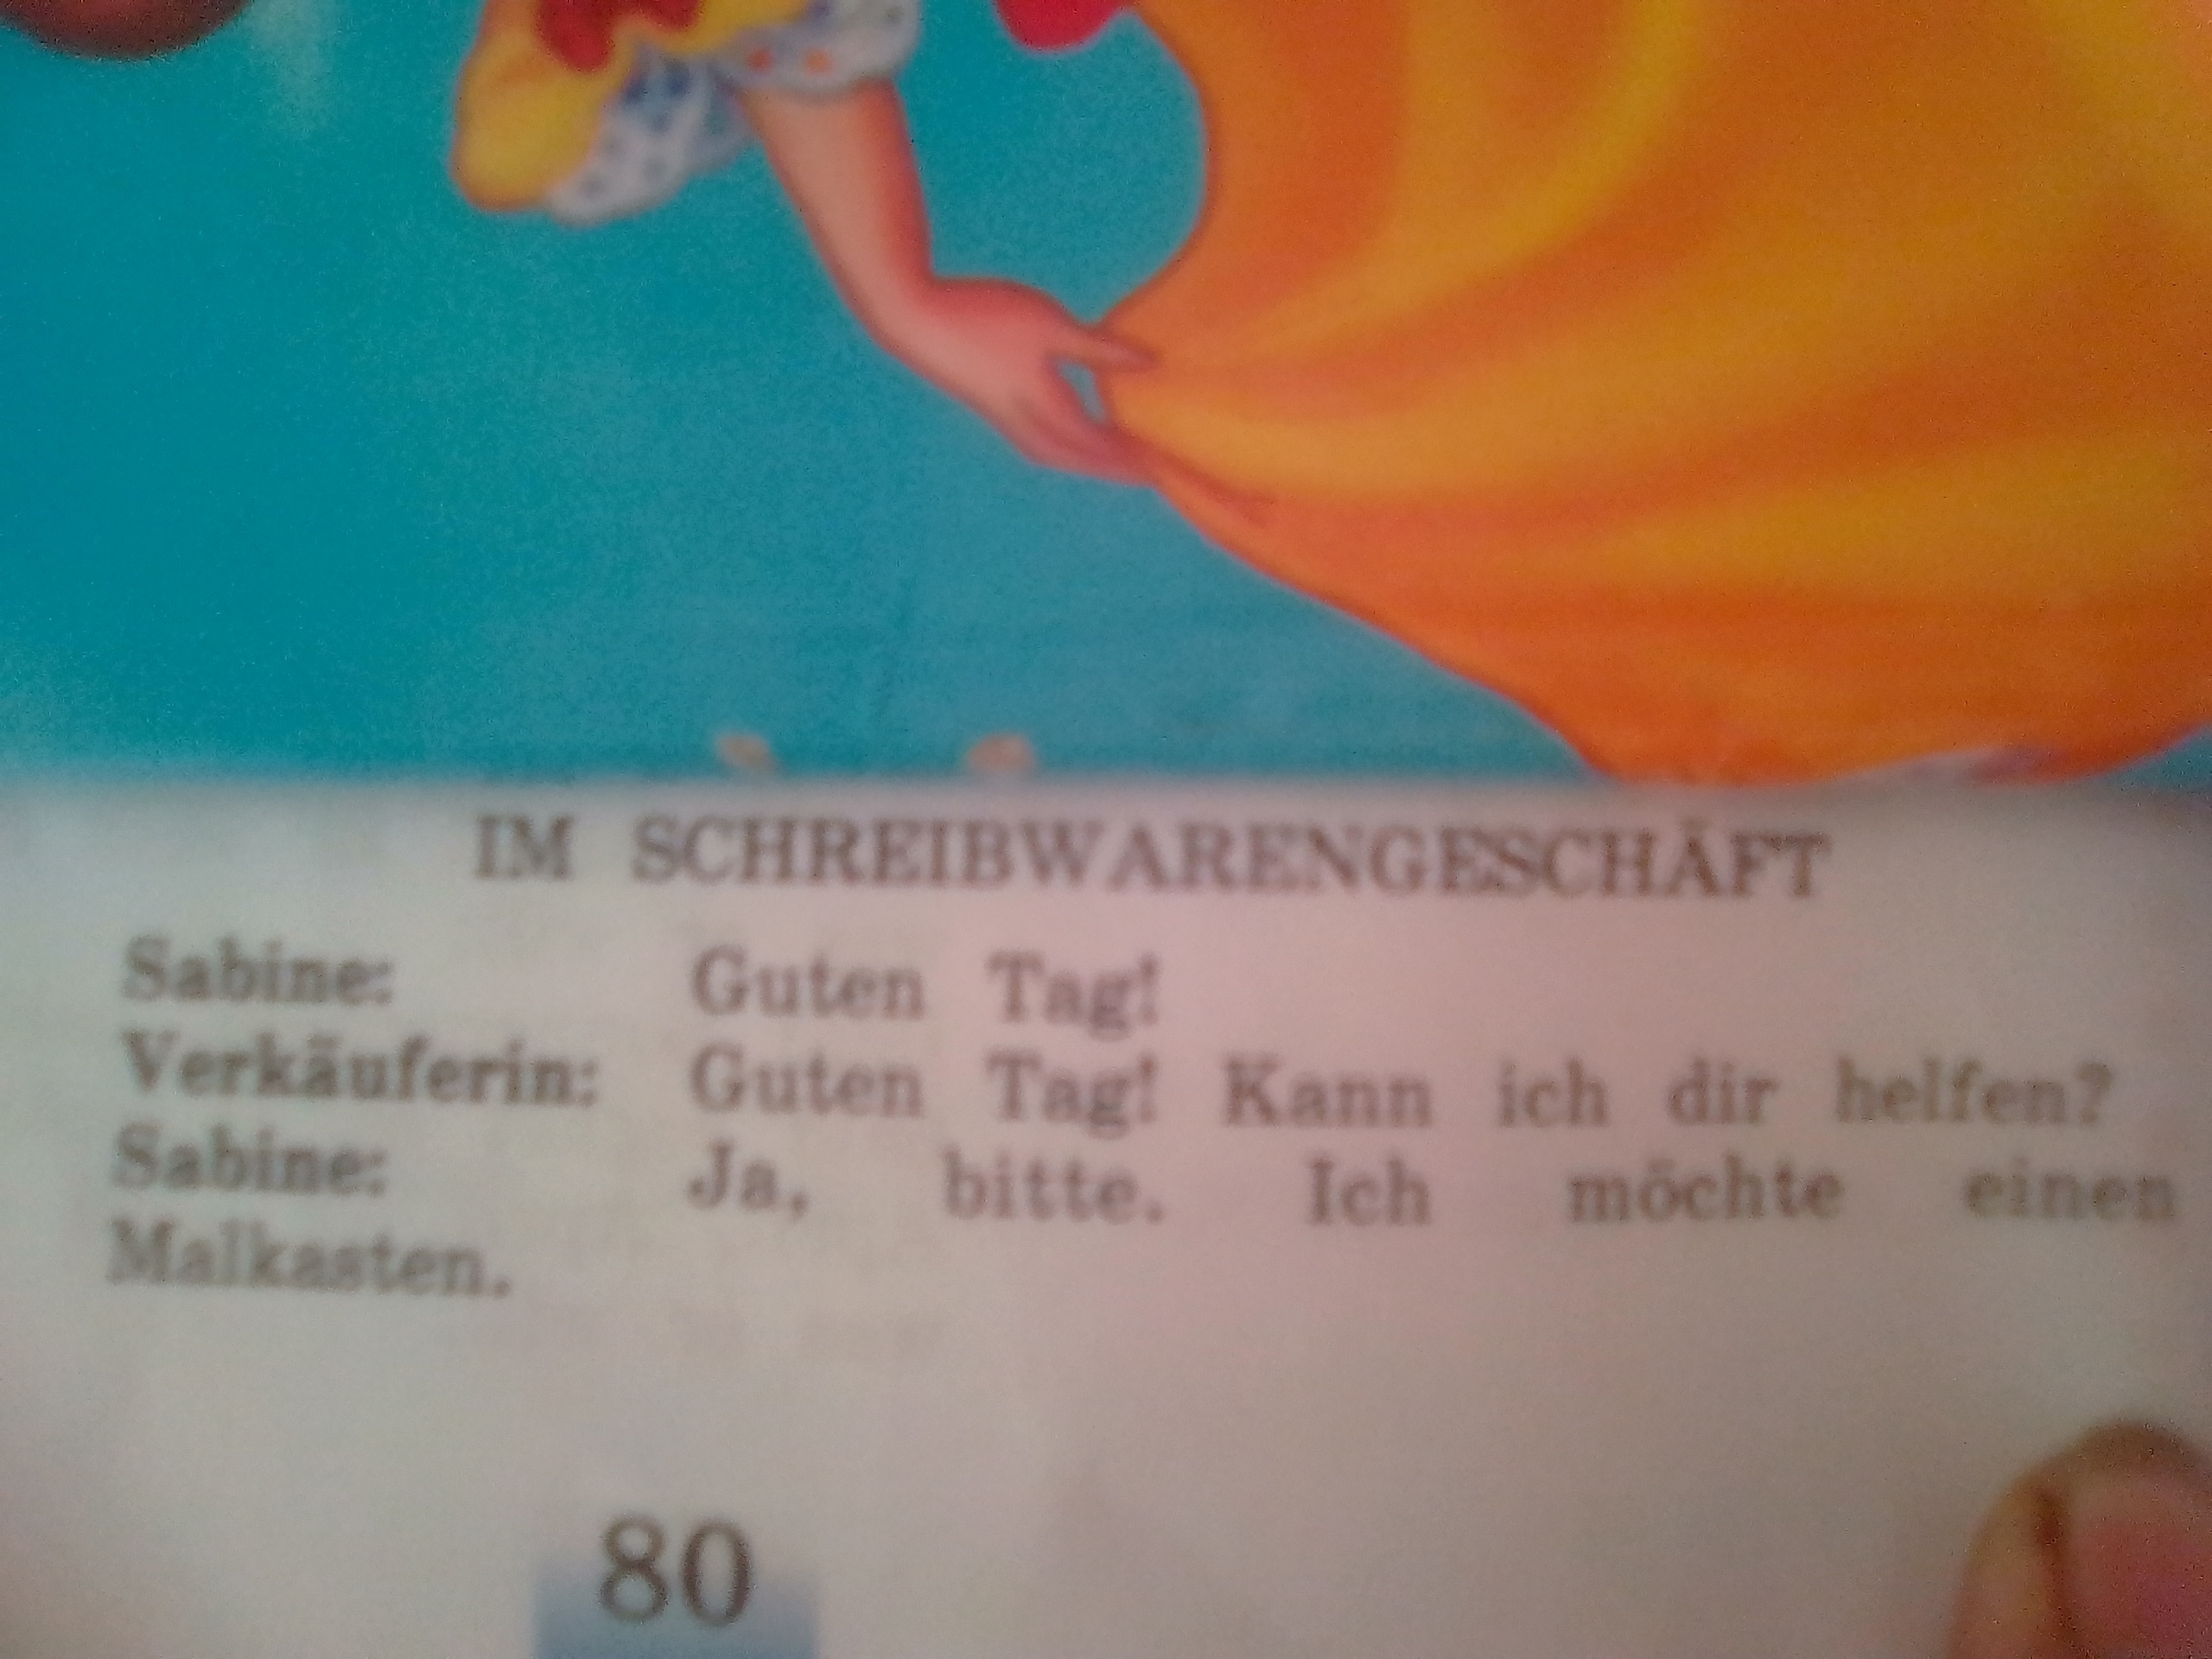 IM SCHREIBWARENGESCHÄFT
Sabine: Guten Tag!
Verkäuferin: Guten Tag! Kann ich dir helfen?
Sabine: Ja, bitte. Ich möchte einen
Malkasten.
80